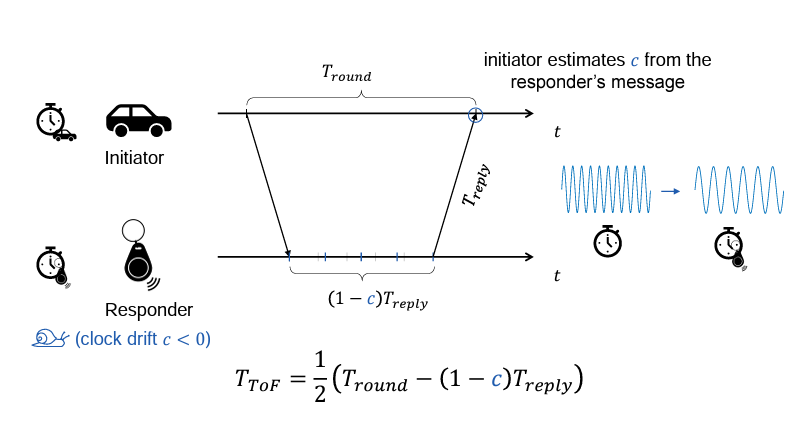 initiator estimates c from the
responder's message
T_round
t
Initiator
T_reply
t
(1 − c)T_reply
Responder
(clock drift c < 0)
T_ToF = 1/2 (T_round − (1 − c)T_reply)